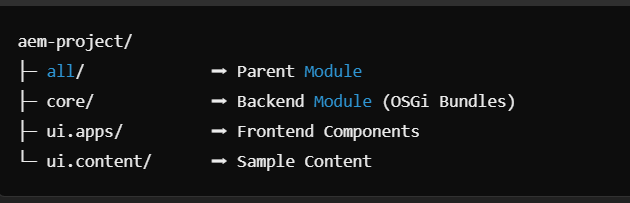 aem-project/
├─ all/ → Parent Module
├─ core/ → Backend Module (OSGi Bundles)
├─ ui.apps/ → Frontend Components
└─ ui.content/ → Sample Content